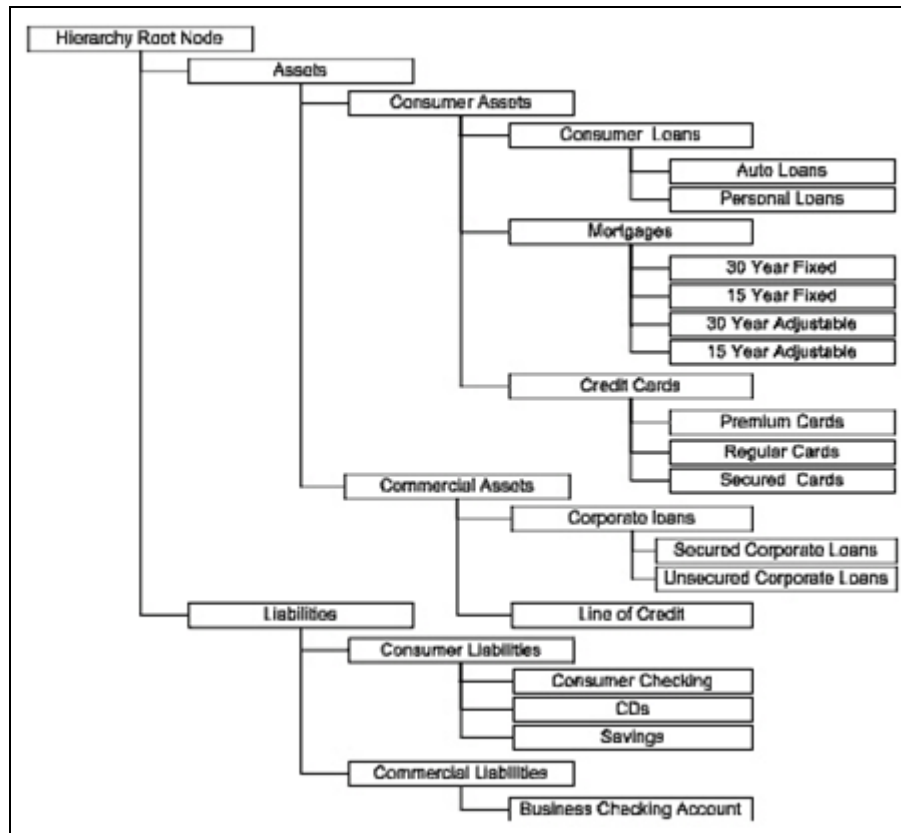 Hierarchy Root Node
Assets
Consumer Assets
Consumer Loans
Auto Loans
Personal Loans
Mortgages
30 Year Fixed
15 Year Fixed
30 Year Adjustable
15 Year Adjustable
Credit Cards
Premium Cards
Regular Cards
Secured Cards
Commercial Assets
Corporate loans
Secured Corporate Loans
Unsecured Corporate Loans
Line of Credit
Liabilities
Consumer Liabilities
Consumer Checking
CDs
Savings
Commercial Liabilities
Business Checking Account